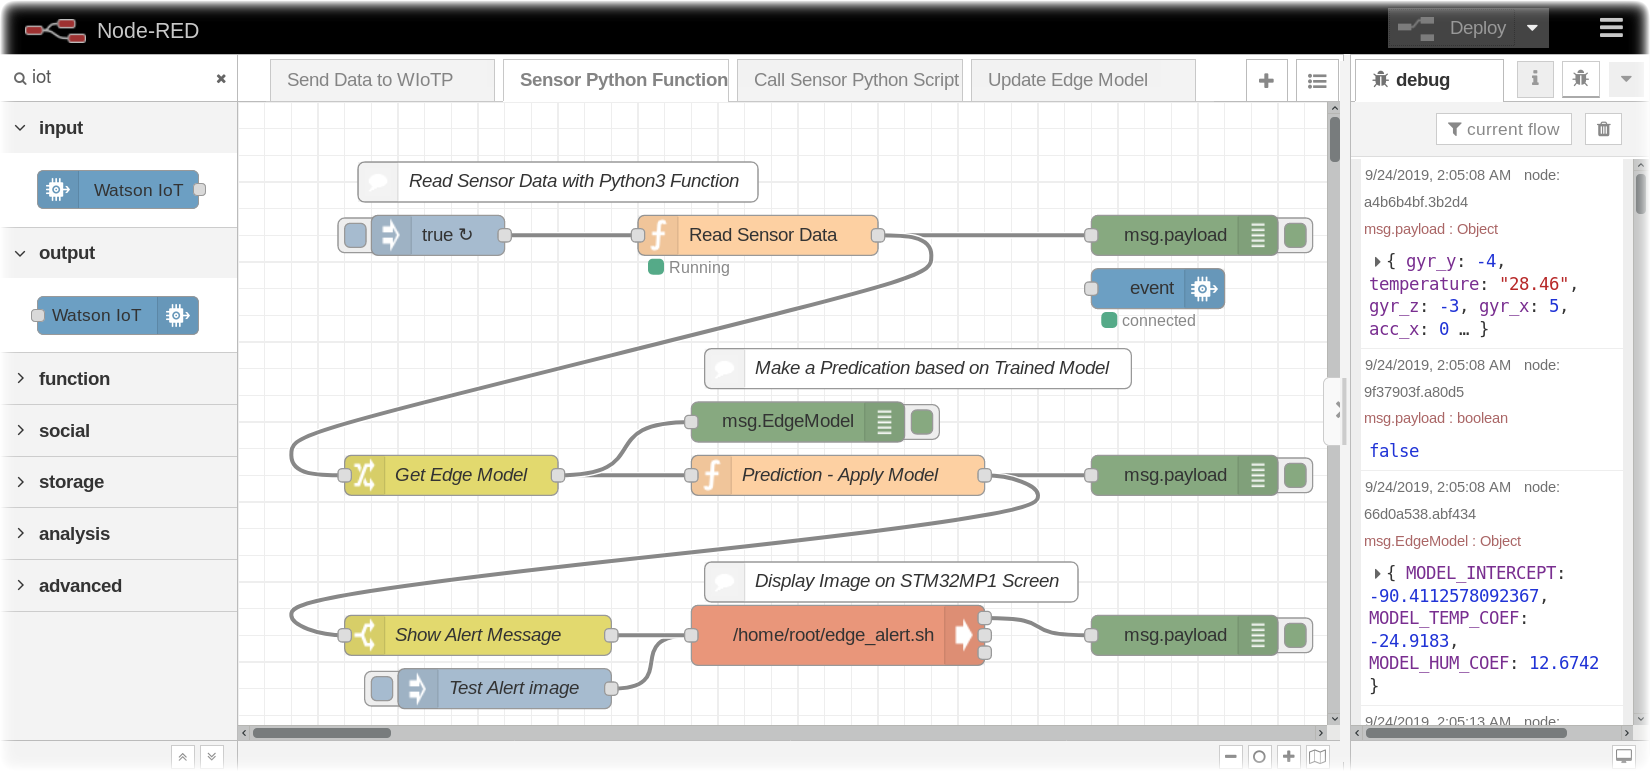 Node-RED
Deploy
iot
Send Data to WIoTP
Sensor Python Function
Call Sensor Python Script
Update Edge Model
debug
i
current flow
input
Watson IoT
output
Watson IoT
function
social
storage
analysis
advanced
Read Sensor Data with Python3 Function
true ↻
Read Sensor Data
Running
msg.payload
event
connected
Make a Predication based on Trained Model
msg.EdgeModel
Get Edge Model
Prediction - Apply Model
msg.payload
Display Image on STM32MP1 Screen
Show Alert Message
/home/root/edge_alert.sh
msg.payload
Test Alert image
9/24/2019, 2:05:08 AM node:
a4b6b4bf.3b2d4
msg.payload : Object
{ gyr_y: -4,
temperature: "28.46",
gyr_z: -3, gyr_x: 5,
acc_x: 0 … }
9/24/2019, 2:05:08 AM node:
9f37903f.a80d5
msg.payload : boolean
false
9/24/2019, 2:05:08 AM node:
66d0a538.abf434
msg.EdgeModel : Object
{ MODEL_INTERCEPT:
-90.4112578092367,
MODEL_TEMP_COEF:
-24.9183,
MODEL_HUM_COEF: 12.6742
}
9/24/2019, 2:05:13 AM node: